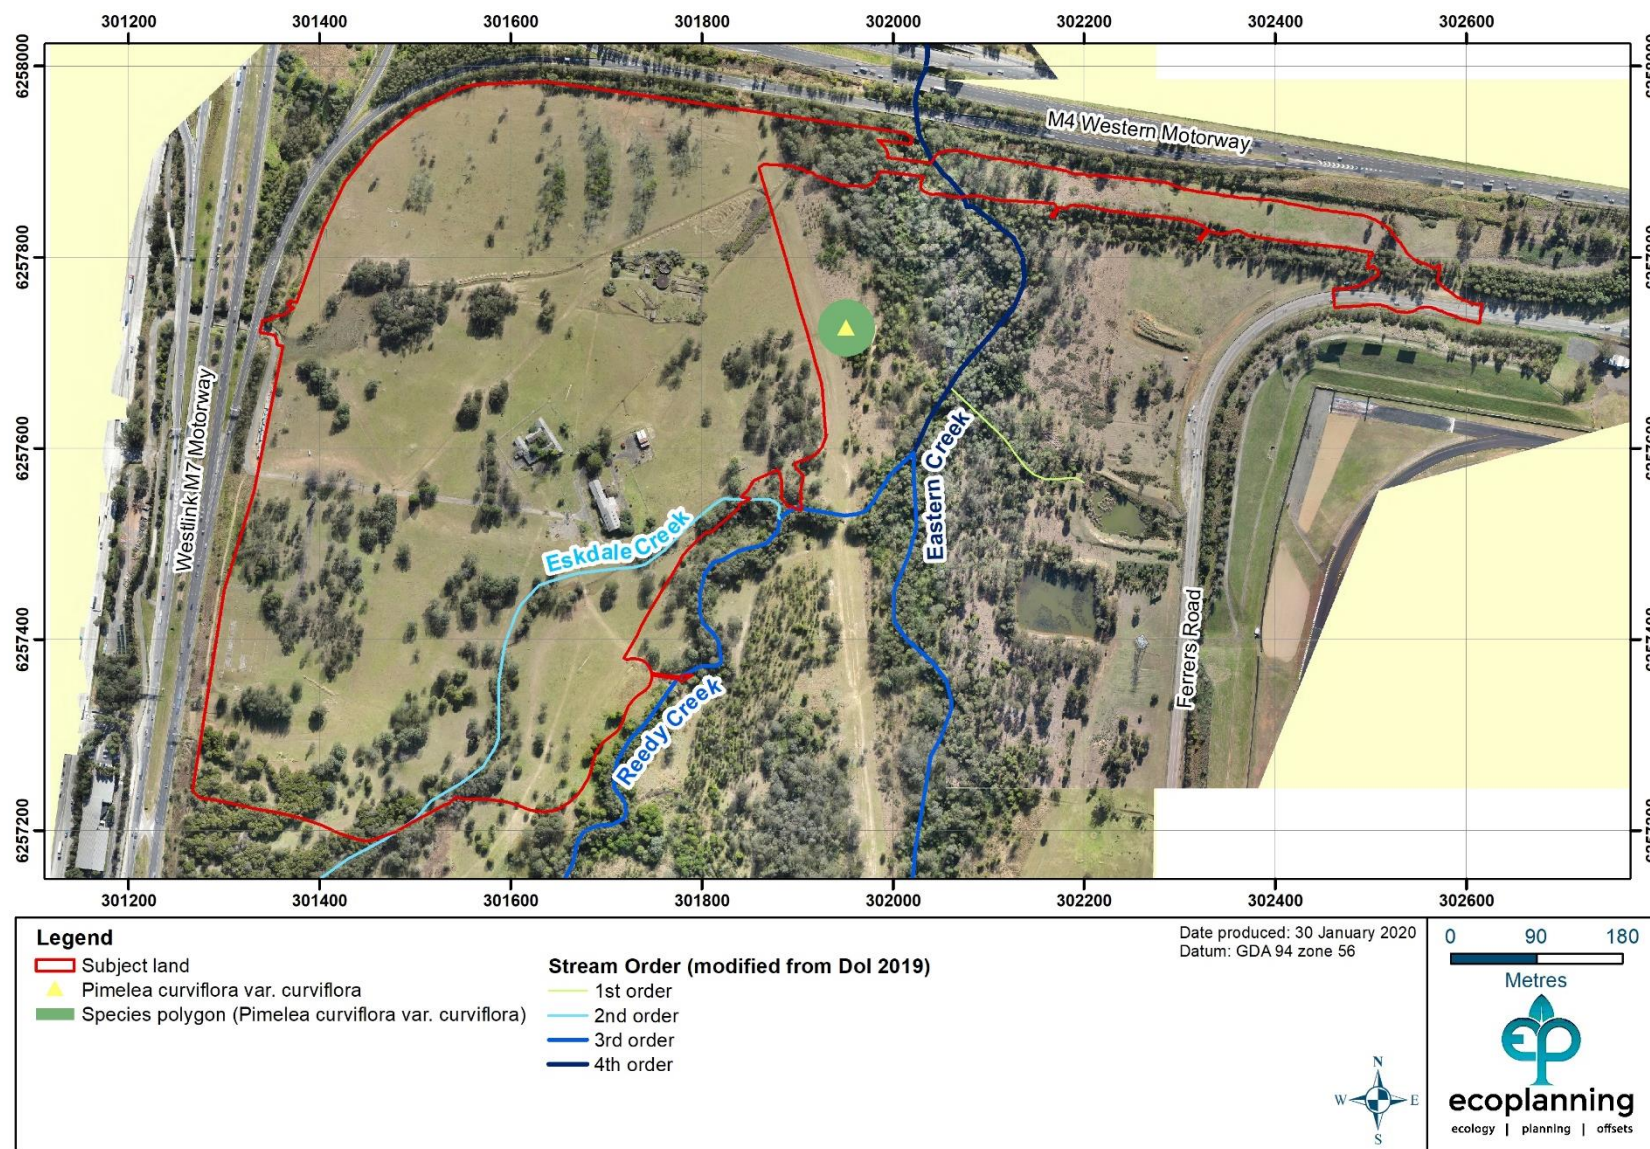 301200 301400 301600 301800 302000 302200 302400 302600
6258000
6257800
6257600
6257400
6257200
M4 Western Motorway
Westlink M7 Motorway
Eskdale Creek
Eastern Creek
Reedy Creek
Ferrers Road
301200 301400 301600 301800 302000 302200 302400 302600
Legend
Subject land
Pimelea curviflora var. curviflora
Species polygon (Pimelea curviflora var. curviflora)
Stream Order (modified from DoI 2019)
1st order
2nd order
3rd order
4th order
Date produced: 30 January 2020
Datum: GDA 94 zone 56
N
W E
S
0 90 180
Metres
ep
ecoplanning
ecology | planning | offsets